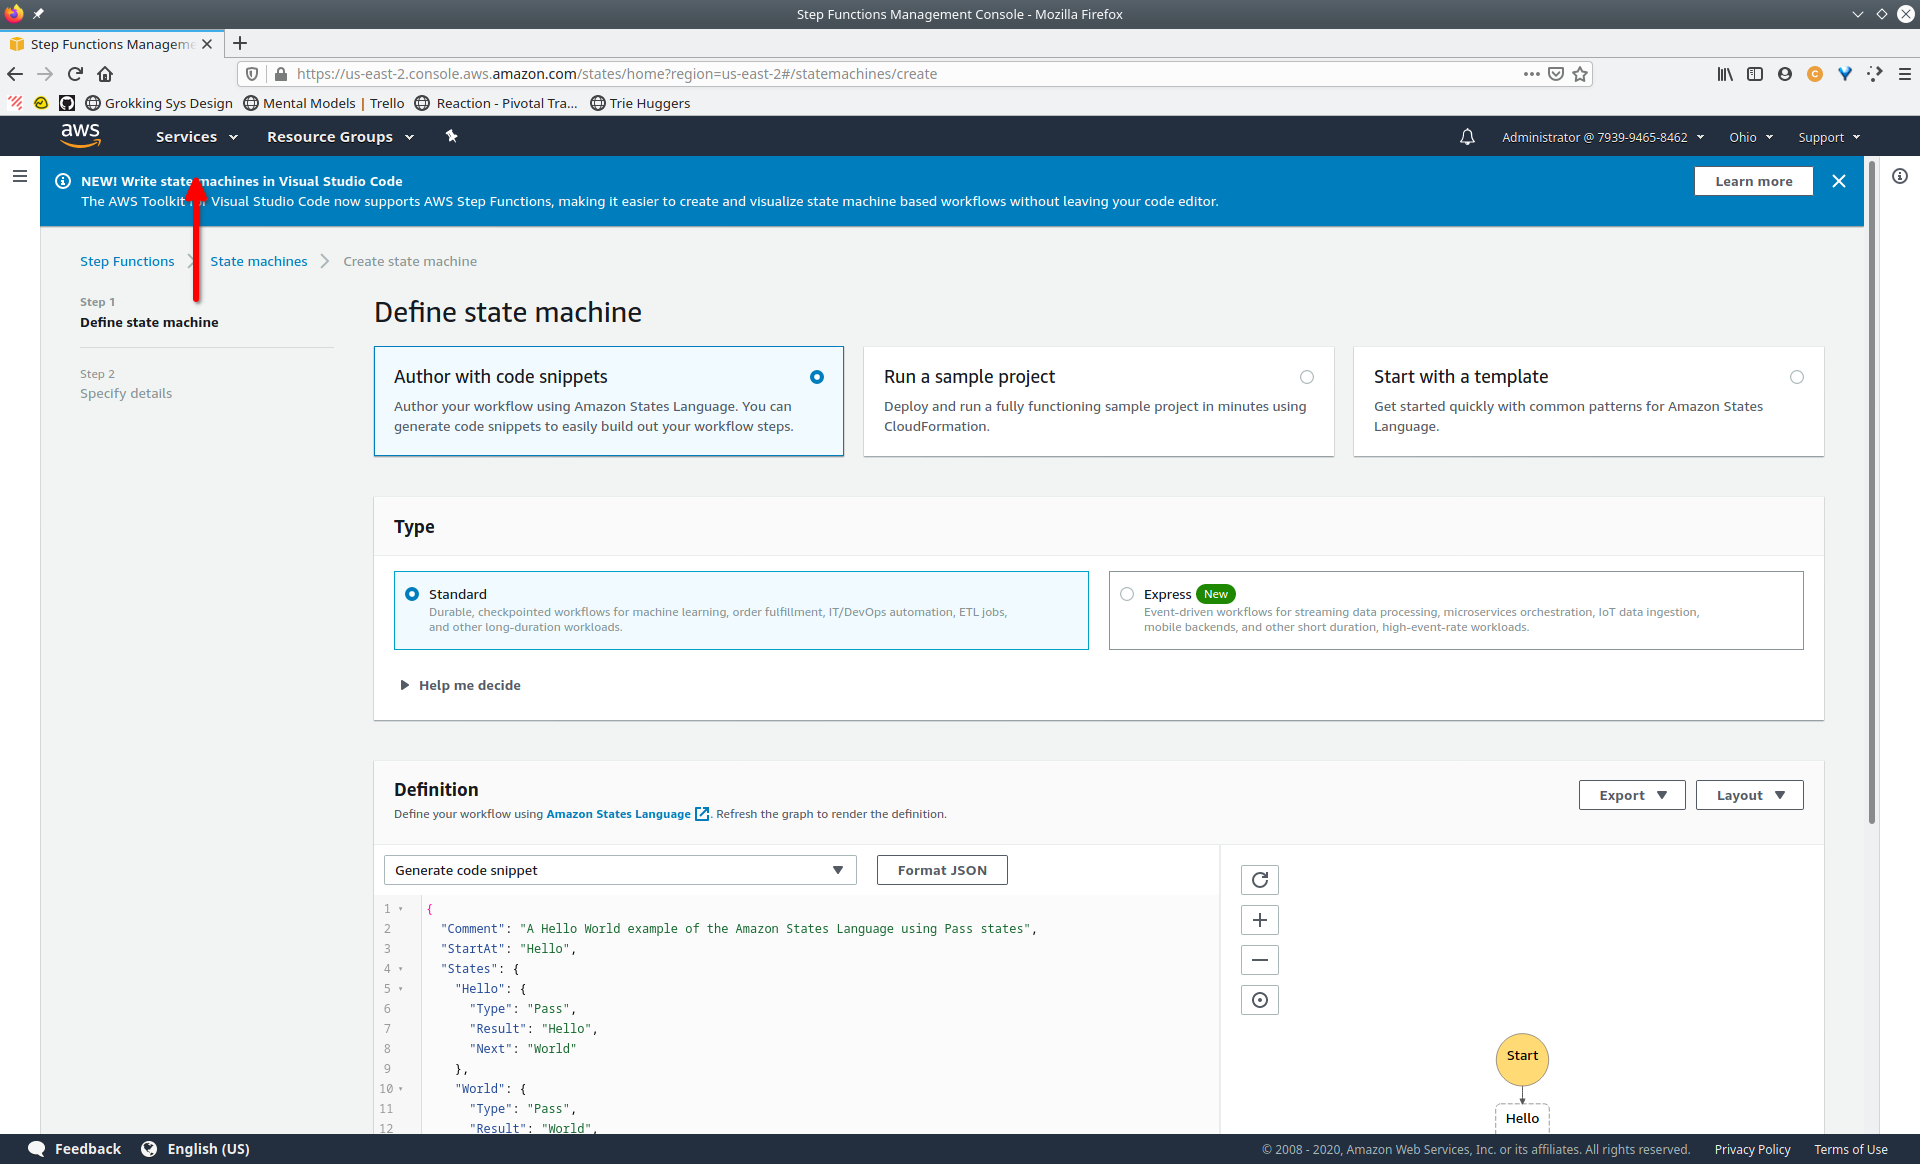 Step Functions Management Console - Mozilla Firefox
Step Functions Manageme
https://us-east-2.console.aws.amazon.com/states/home?region=us-east-2#/statemachines/create
Grokking Sys Design
Mental Models | Trello
Reaction - Pivotal Tra...
Trie Huggers
aws
Services
Resource Groups
Administrator @ 7939-9465-8462
Ohio
Support
NEW! Write state machines in Visual Studio Code
Learn more
The AWS Toolkit for Visual Studio Code now supports AWS Step Functions, making it easier to create and visualize state machine based workflows without leaving your code editor.
Step Functions
State machines
Create state machine
Step 1
Define state machine
Step 2
Specify details
Define state machine
Author with code snippets
Author your workflow using Amazon States Language. You can
generate code snippets to easily build out your workflow steps.
Run a sample project
Deploy and run a fully functioning sample project in minutes using
CloudFormation.
Start with a template
Get started quickly with common patterns for Amazon States
Language.
Type
Standard
Durable, checkpointed workflows for machine learning, order fulfillment, IT/DevOps automation, ETL jobs,
and other long-duration workloads.
Express New
Event-driven workflows for streaming data processing, microservices orchestration, IoT data ingestion,
mobile backends, and other short duration, high-event-rate workloads.
Help me decide
Definition
Define your workflow using Amazon States Language. Refresh the graph to render the definition.
Export
Layout
Generate code snippet
Format JSON
1 {
2 "Comment": "A Hello World example of the Amazon States Language using Pass states",
3 "StartAt": "Hello",
4 "States": {
5 "Hello": {
6 "Type": "Pass",
7 "Result": "Hello",
8 "Next": "World"
9 },
10 "World": {
11 "Type": "Pass",
12 "Result": "World",
Start
Hello
Feedback
English (US)
© 2008 - 2020, Amazon Web Services, Inc. or its affiliates. All rights reserved.
Privacy Policy
Terms of Use